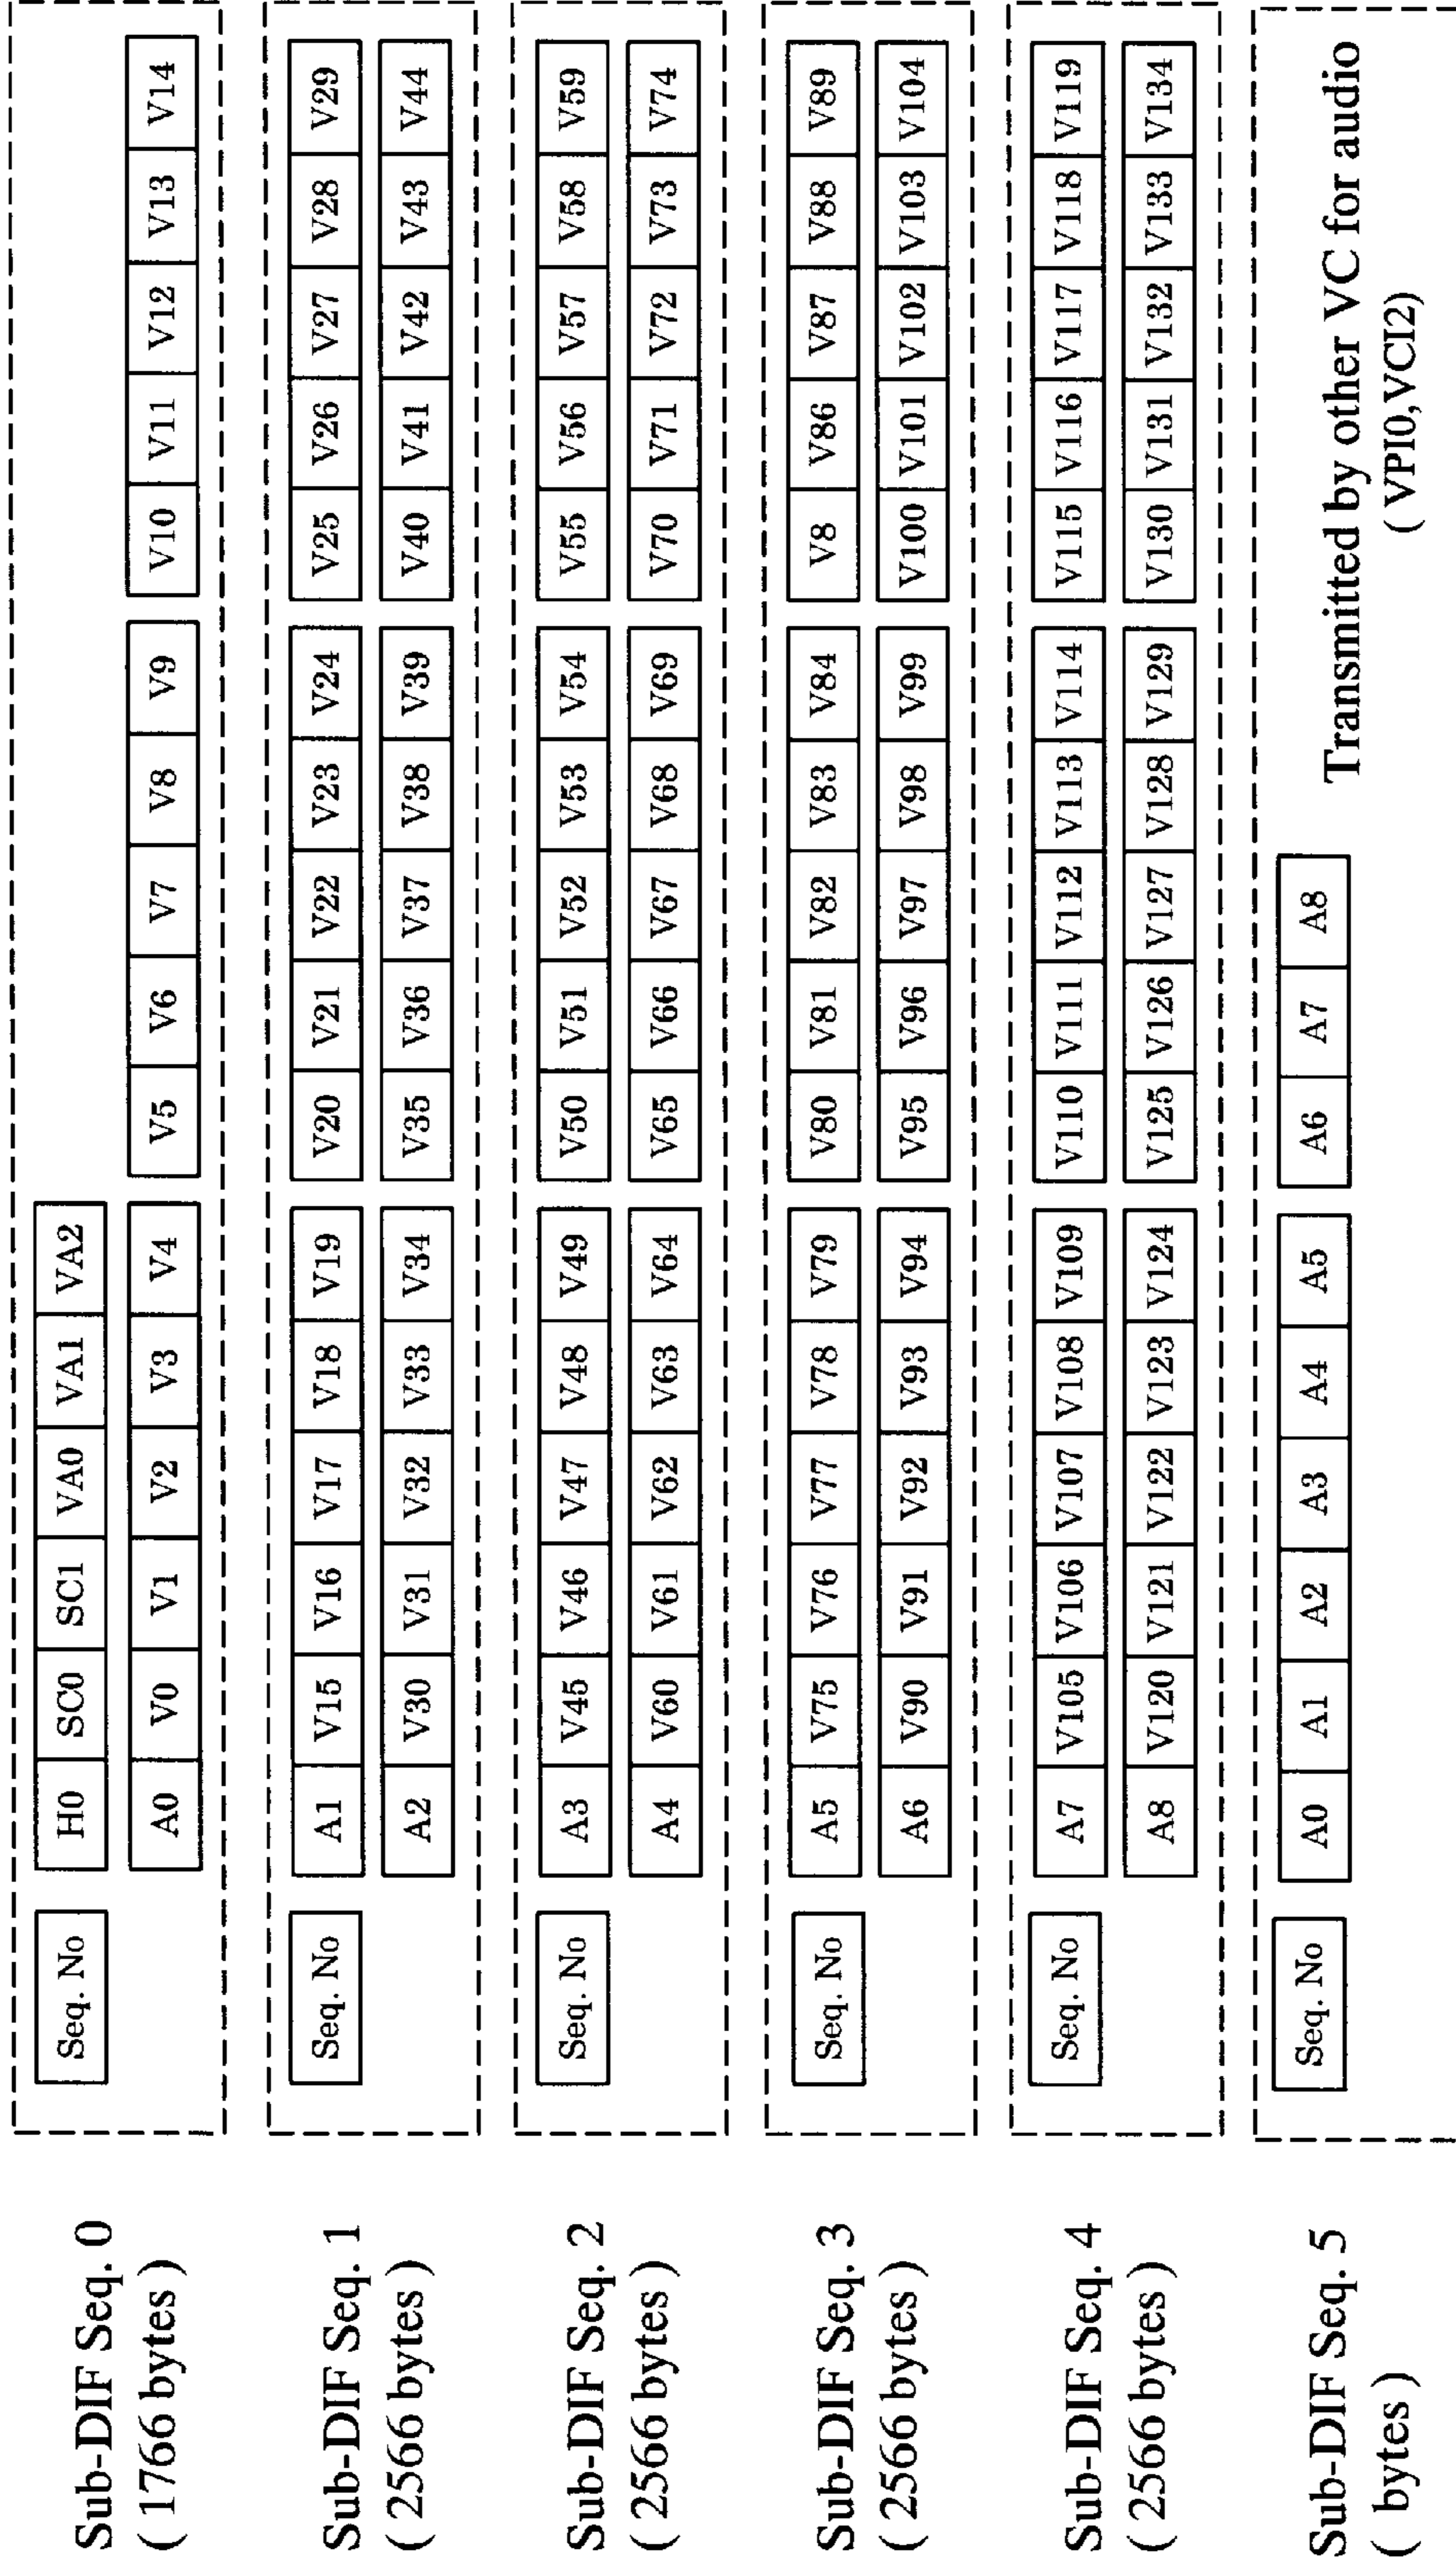 Sub-DIF Seq. 0
( 1766 bytes )
Seq. No
H0 SC0 SC1 VA0 VA1 VA2
A0 V0 V1 V2 V3 V4 V5 V6 V7 V8 V9 V10 V11 V12 V13 V14
Sub-DIF Seq. 1
( 2566 bytes )
Seq. No
A1 V15 V16 V17 V18 V19 V20 V21 V22 V23 V24 V25 V26 V27 V28 V29
A2 V30 V31 V32 V33 V34 V35 V36 V37 V38 V39 V40 V41 V42 V43 V44
Sub-DIF Seq. 2
( 2566 bytes )
Seq. No
A3 V45 V46 V47 V48 V49 V50 V51 V52 V53 V54 V55 V56 V57 V58 V59
A4 V60 V61 V62 V63 V64 V65 V66 V67 V68 V69 V70 V71 V72 V73 V74
Sub-DIF Seq. 3
( 2566 bytes )
Seq. No
A5 V75 V76 V77 V78 V79 V80 V81 V82 V83 V84 V8 V86 V87 V88 V89
A6 V90 V91 V92 V93 V94 V95 V96 V97 V98 V99 V100 V101 V102 V103 V104
Sub-DIF Seq. 4
( 2566 bytes )
Seq. No
A7 V105 V106 V107 V108 V109 V110 V111 V112 V113 V114 V115 V116 V117 V118 V119
A8 V120 V121 V122 V123 V124 V125 V126 V127 V128 V129 V130 V131 V132 V133 V134
Sub-DIF Seq. 5
( bytes )
Seq. No
A0 A1 A2 A3 A4 A5 A6 A7 A8
Transmitted by other VC for audio
( VPI0,VCI2)